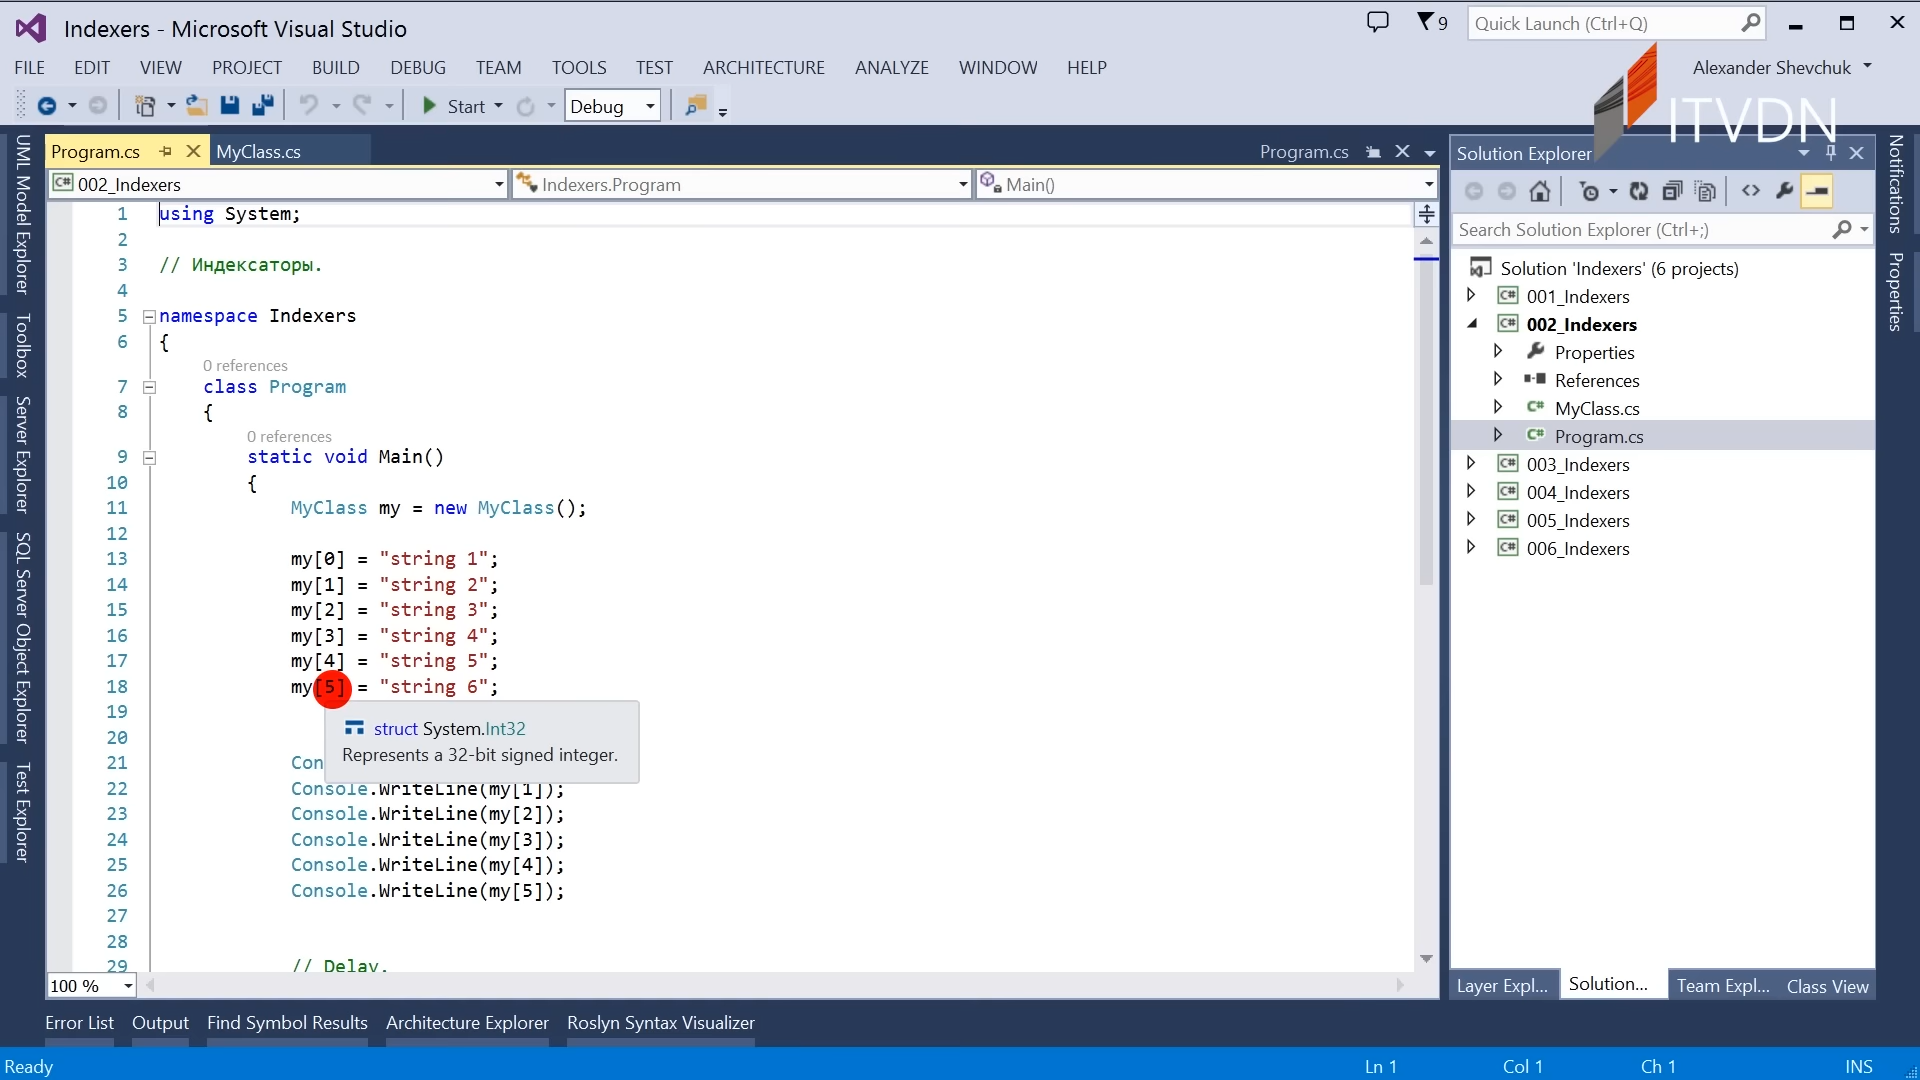 Indexers - Microsoft Visual Studio
9
Quick Launch (Ctrl+Q)
FILE EDIT VIEW PROJECT BUILD DEBUG TEAM TOOLS TEST ARCHITECTURE ANALYZE WINDOW HELP
Alexander Shevchuk
Start Debug
ITVDN
Program.cs MyClass.cs Program.cs
002_Indexers Indexers.Program Main()
1 using System;
2
3 // Индексаторы.
4
5 namespace Indexers
6 {
0 references
7 class Program
8 {
0 references
9 static void Main()
10 {
11 MyClass my = new MyClass();
12
13 my[0] = "string 1";
14 my[1] = "string 2";
15 my[2] = "string 3";
16 my[3] = "string 4";
17 my[4] = "string 5";
18 my[5] = "string 6";
19
struct System.Int32
20
Represents a 32-bit signed integer.
21 Con
22 Console.WriteLine(my[1]);
23 Console.WriteLine(my[2]);
24 Console.WriteLine(my[3]);
25 Console.WriteLine(my[4]);
26 Console.WriteLine(my[5]);
27
28
29 // Delay.
100 %
UML Model Explorer
Toolbox
Server Explorer
SQL Server Object Explorer
Test Explorer
Solution Explorer
Search Solution Explorer (Ctrl+;)
Solution 'Indexers' (6 projects)
C# 001_Indexers
C# 002_Indexers
Properties
References
C# MyClass.cs
C# Program.cs
C# 003_Indexers
C# 004_Indexers
C# 005_Indexers
C# 006_Indexers
Layer Expl... Solution... Team Expl... Class View
Notifications
Properties
Error List Output Find Symbol Results Architecture Explorer Roslyn Syntax Visualizer
Ready Ln 1 Col 1 Ch 1 INS